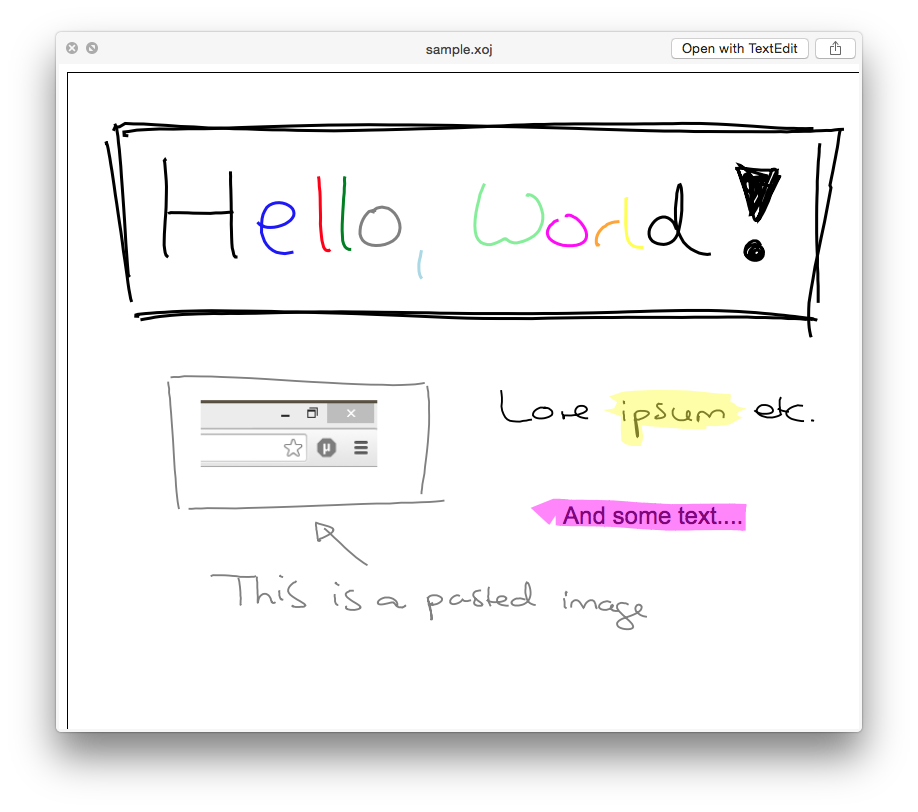 sample.xoj
Open with TextEdit
Hello, World!
Lore ipsum etc.
µ
And some text....
This is a pasted image